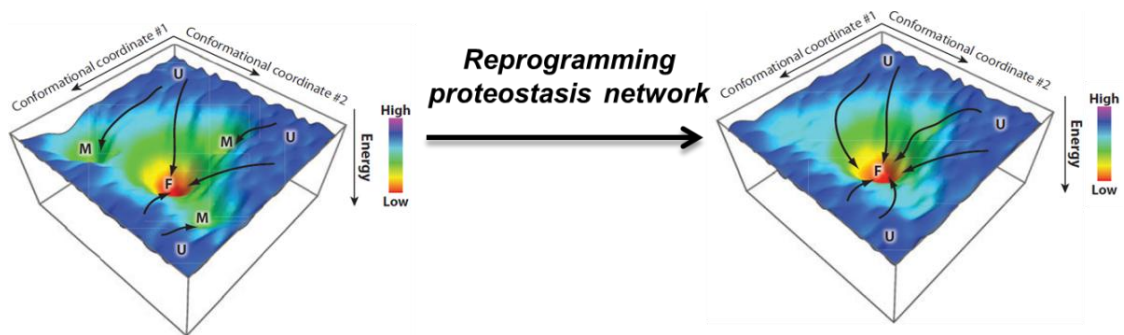 Conformational coordinate #1
Conformational coordinate #2
U
M
M
U
F
M
U
High
Low
Energy
Reprogramming
proteostasis network
Conformational coordinate #1
Conformational coordinate #2
U
U
F
U
High
Low
Energy